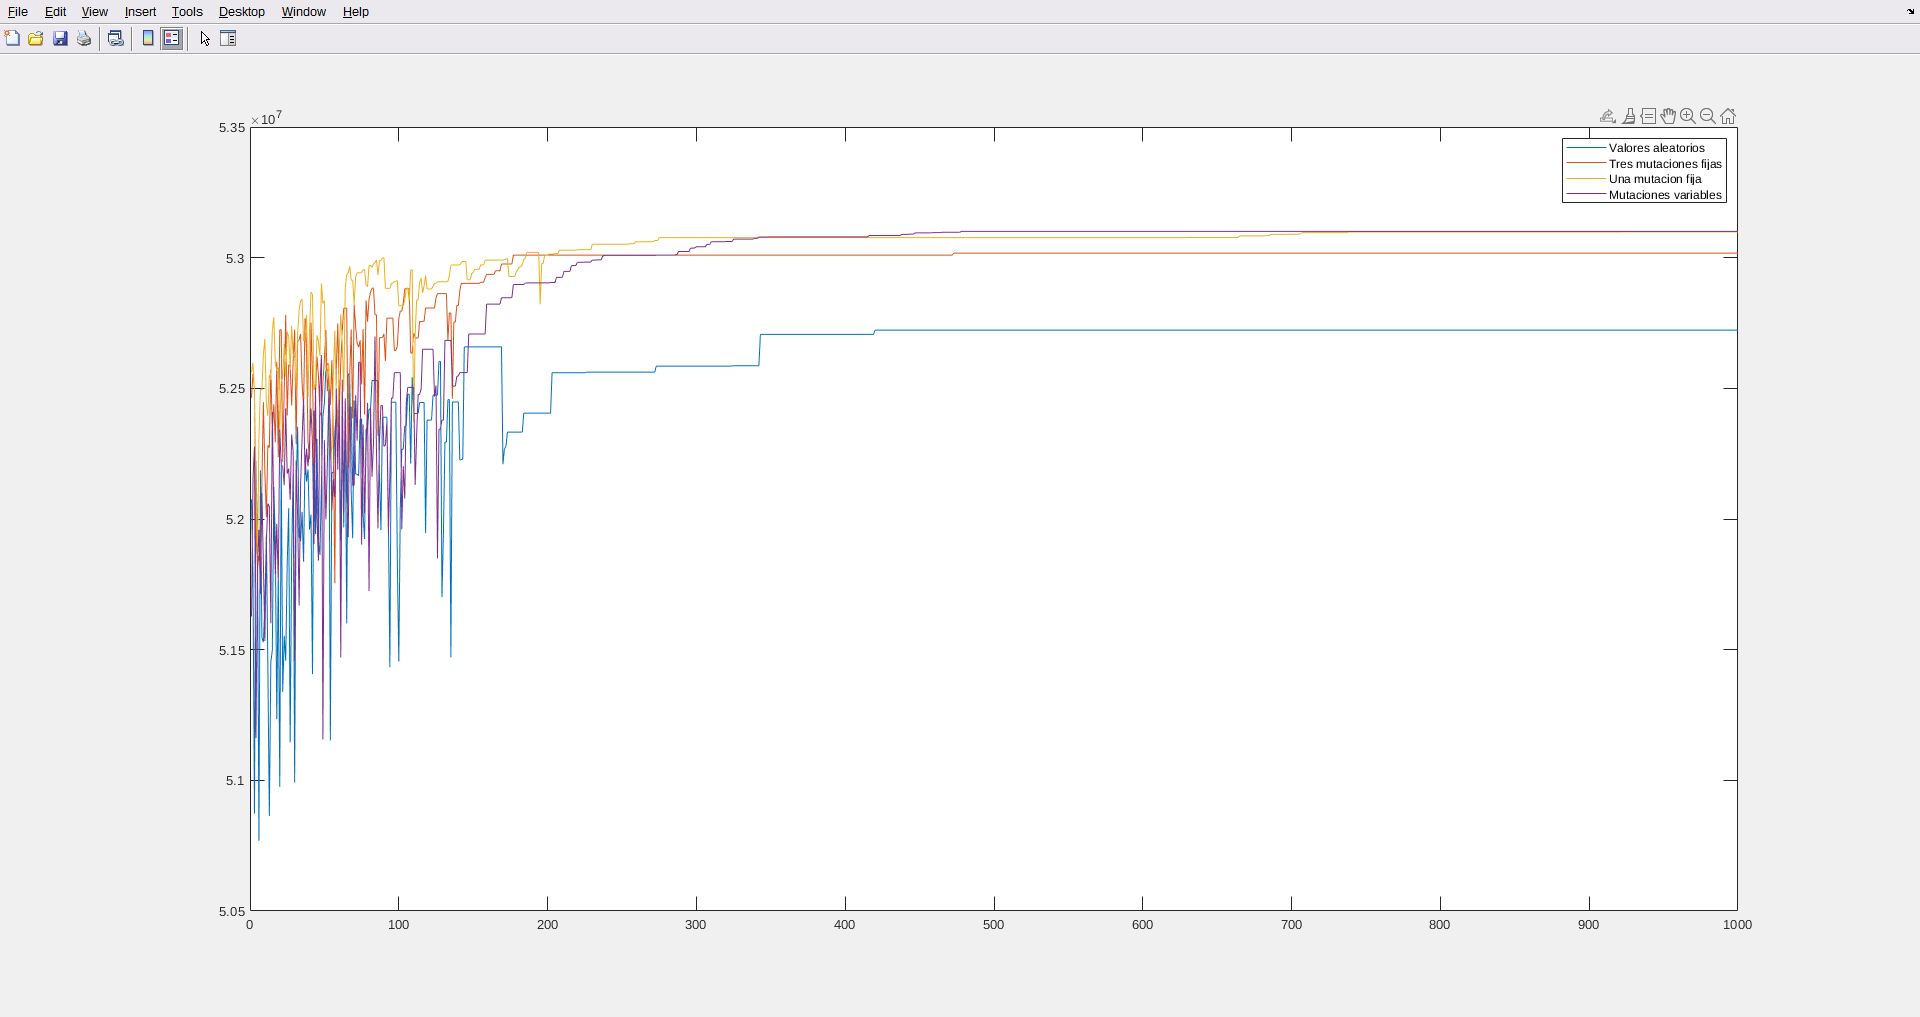 File Edit View Insert Tools Desktop Window Help
×10^7
5.35
5.3
5.25
5.2
5.15
5.1
5.05
0 100 200 300 400 500 600 700 800 900 1000
Valores aleatorios
Tres mutaciones fijas
Una mutacion fija
Mutaciones variables